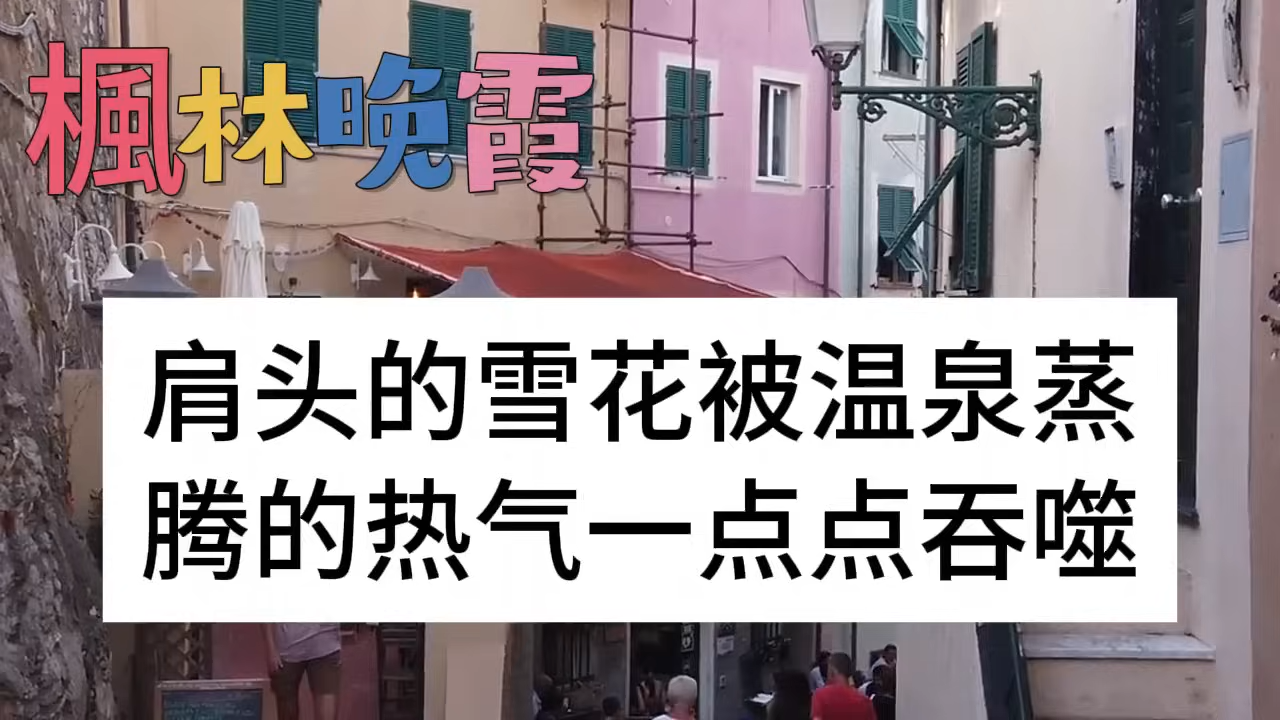 楓林晚霞
肩头的雪花被温泉蒸
腾的热气一点点吞噬